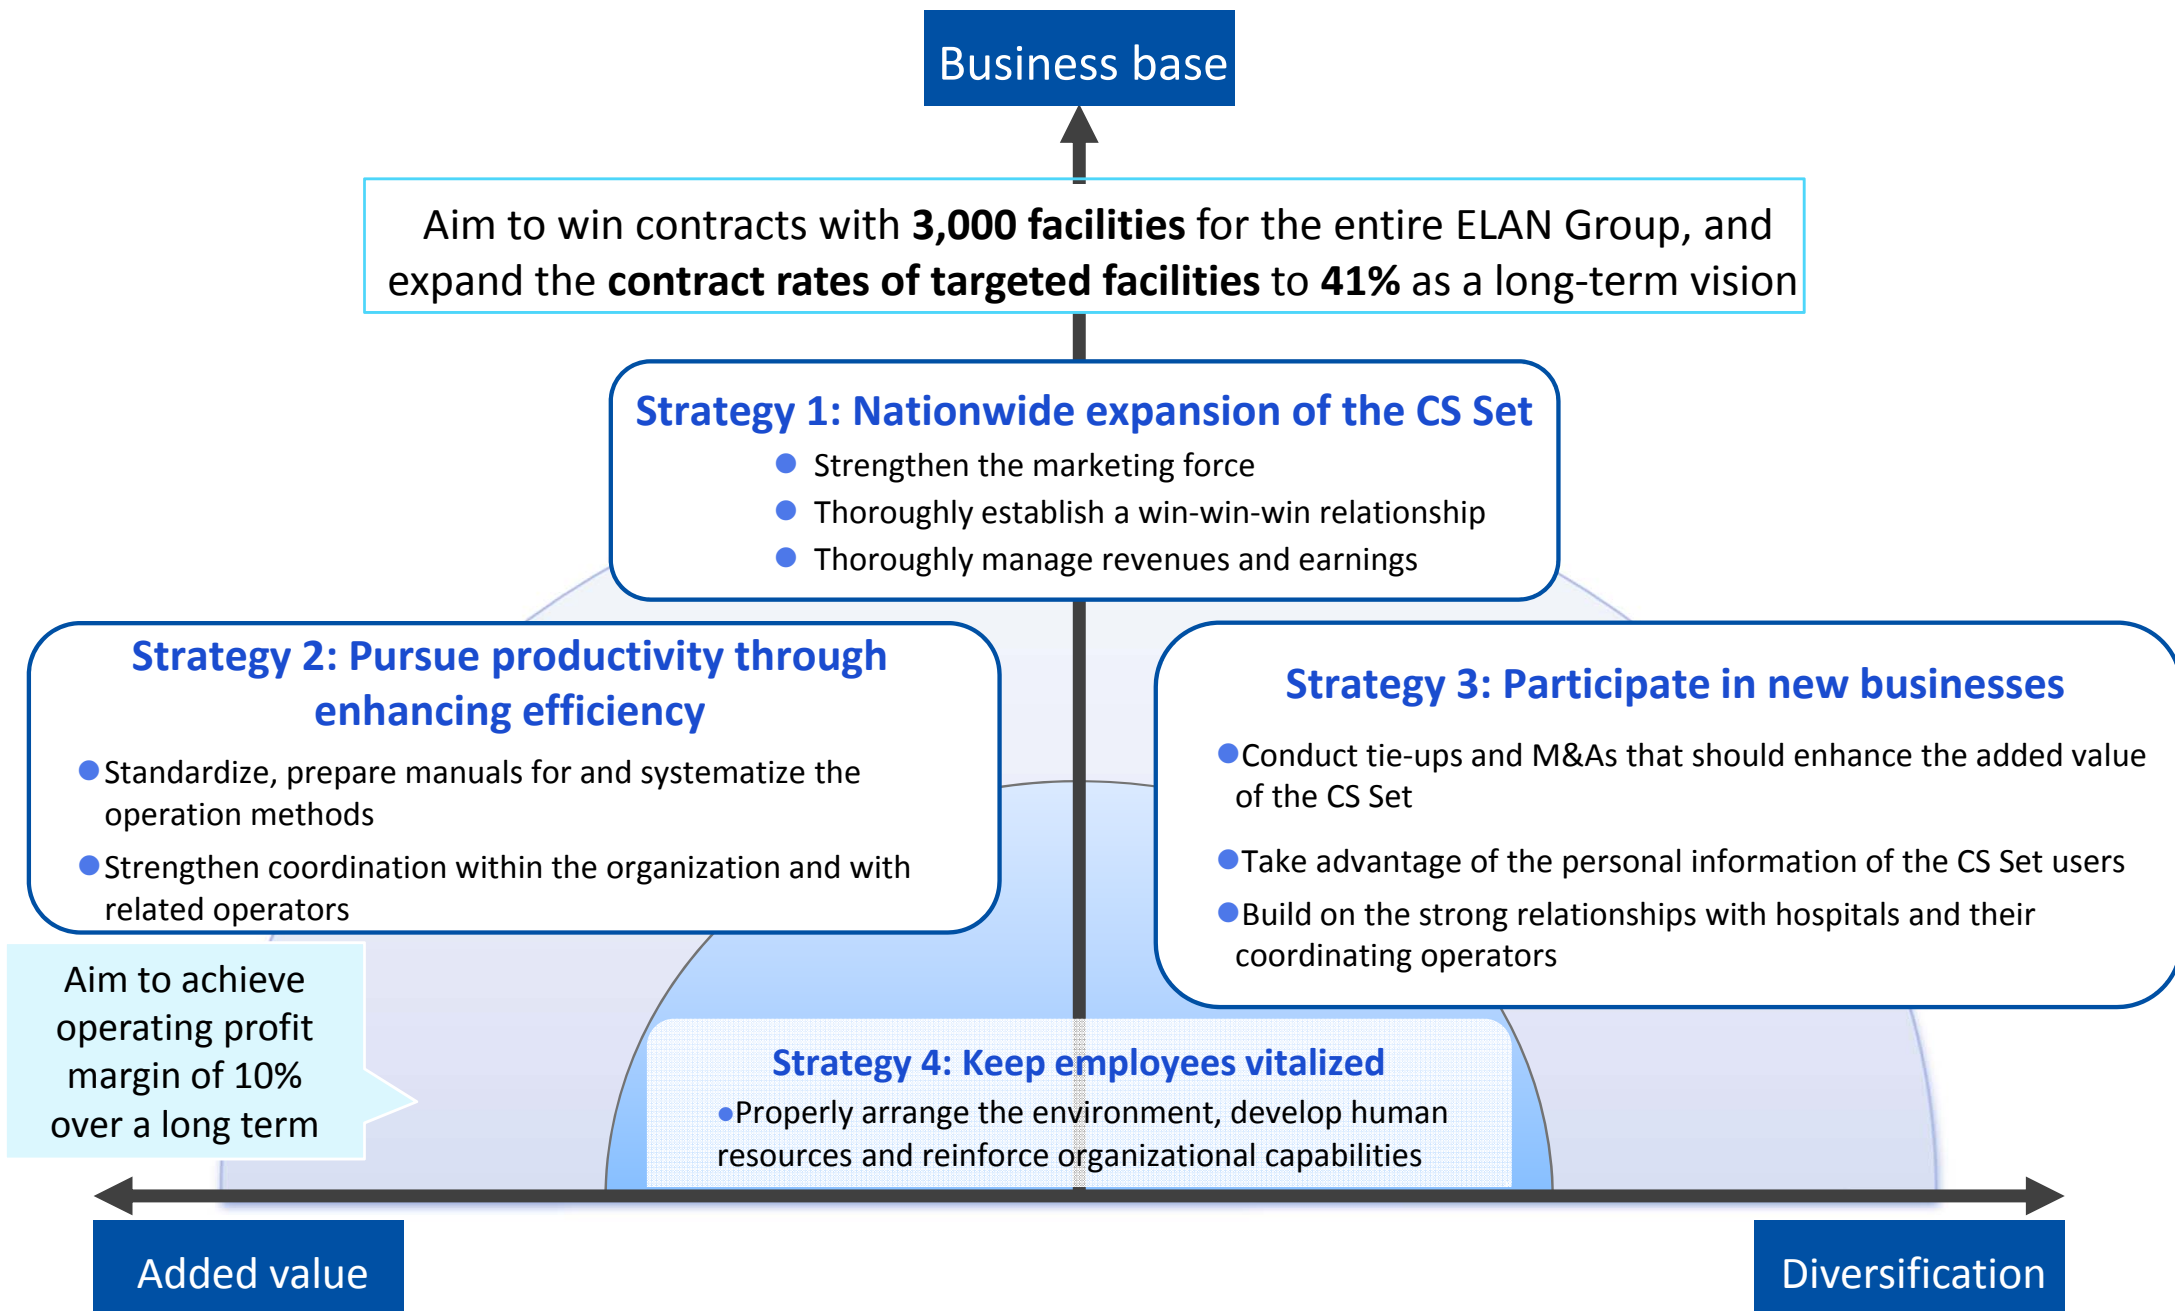 Business base
Aim to win contracts with 3,000 facilities for the entire ELAN Group, and
expand the contract rates of targeted facilities to 41% as a long-term vision
Strategy 1: Nationwide expansion of the CS Set
● Strengthen the marketing force
● Thoroughly establish a win-win-win relationship
● Thoroughly manage revenues and earnings
Strategy 2: Pursue productivity through
enhancing efficiency
●Standardize, prepare manuals for and systematize the
operation methods
●Strengthen coordination within the organization and with
related operators
Strategy 3: Participate in new businesses
●Conduct tie-ups and M&As that should enhance the added value
of the CS Set
●Take advantage of the personal information of the CS Set users
●Build on the strong relationships with hospitals and their
coordinating operators
Aim to achieve
operating profit
margin of 10%
over a long term
Strategy 4: Keep employees vitalized
●Properly arrange the environment, develop human
resources and reinforce organizational capabilities
Added value
Diversification